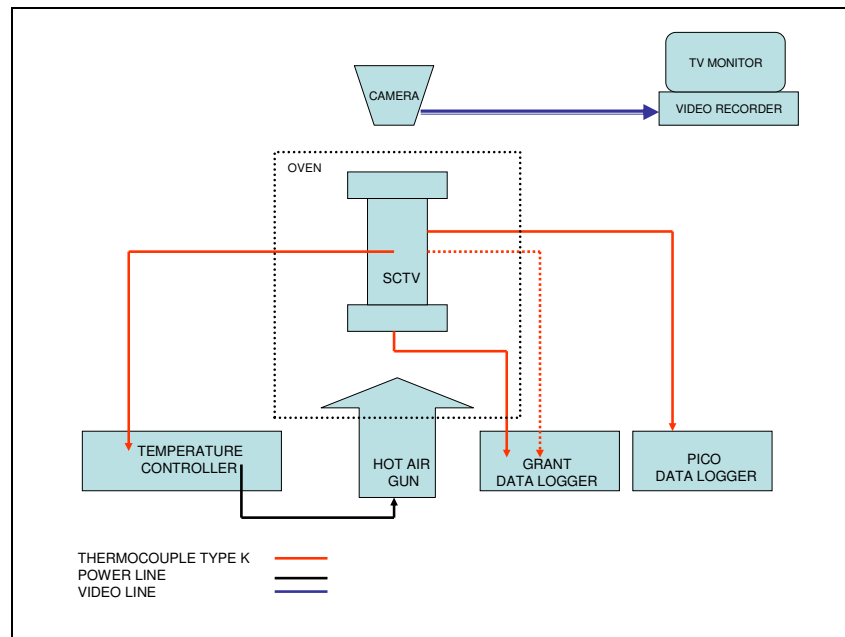 TV MONITOR
CAMERA
VIDEO RECORDER
OVEN
SCTV
TEMPERATURE
CONTROLLER
HOT AIR
GUN
GRANT
DATA LOGGER
PICO
DATA LOGGER
THERMOCOUPLE TYPE K
POWER LINE
VIDEO LINE